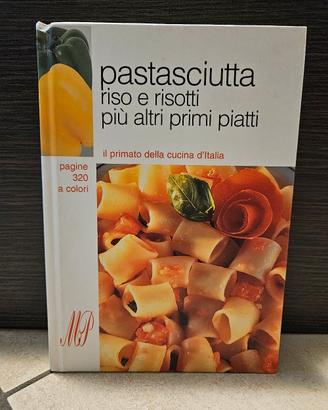 pastasciutta
riso e risotti
più altri primi piatti
il primato della cucina d'Italia
pagine
320
a colori
MP